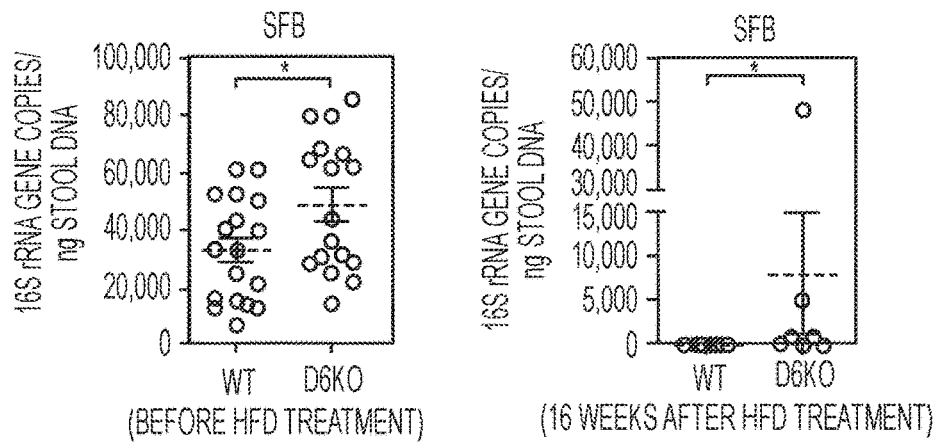 SFB
16S rRNA GENE COPIES/
ng STOOL DNA
100,000
80,000
60,000
40,000
20,000
0
*
WT
D6KO
(BEFORE HFD TREATMENT)
SFB
16S rRNA GENE COPIES/
ng STOOL DNA
60,000
50,000
40,000
30,000
15,000
10,000
5,000
0
*
WT
D6KO
(16 WEEKS AFTER HFD TREATMENT)